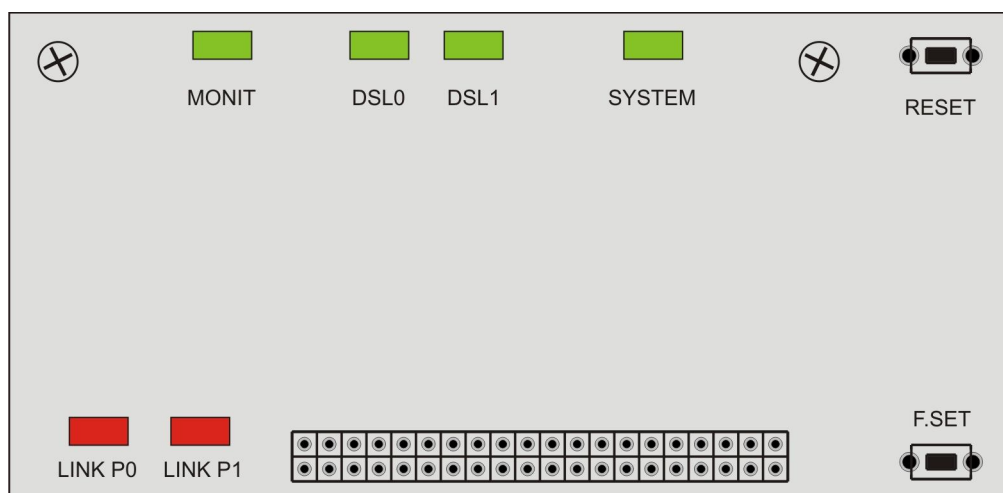 MONIT
DSL0
DSL1
SYSTEM
RESET
F.SET
LINK P0
LINK P1